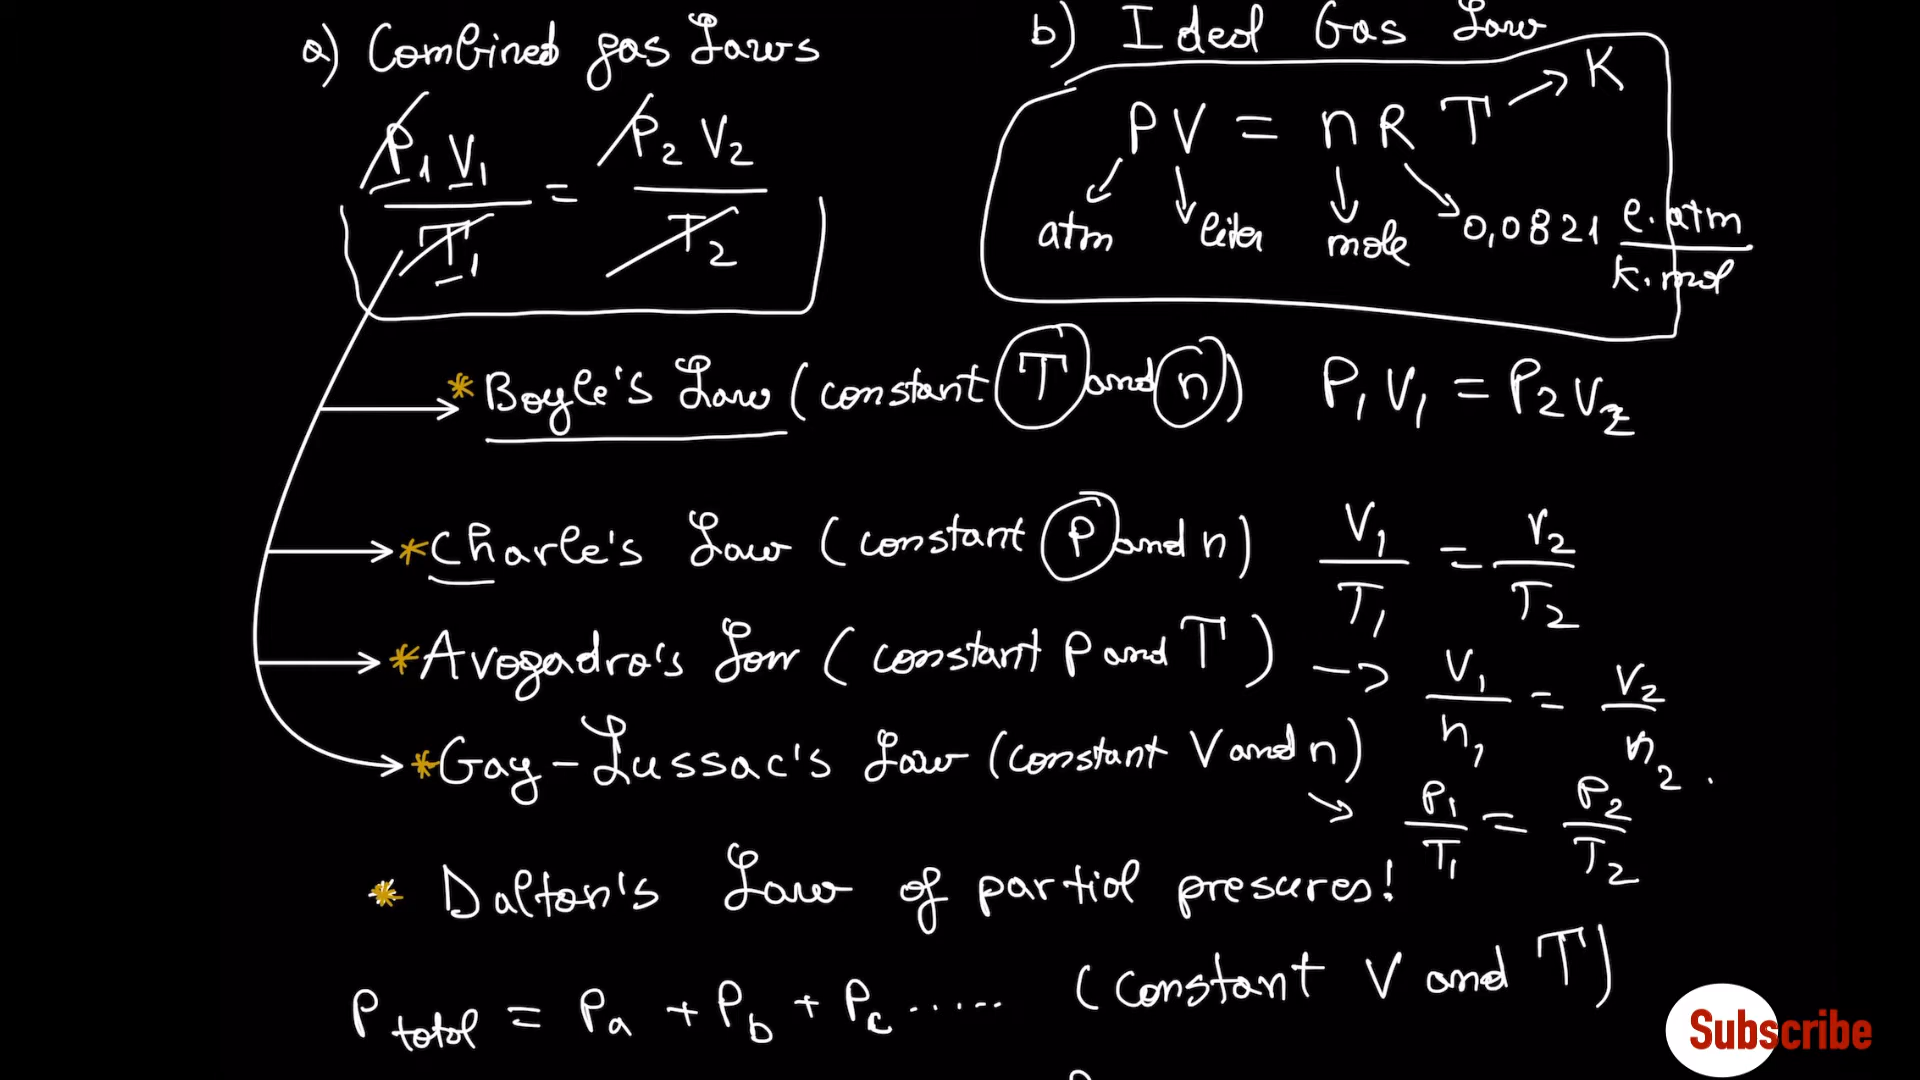 a) Combined gas Laws
P₁ V₁ / T₁ = P₂ V₂ / T₂
b) Ideal Gas Law
PV = n R T → K
atm liter mole 0,0821 l.atm / K.mol
* Boyle's Law (constant T and n) P₁ V₁ = P₂ V₂
* Charle's Law (constant P and n) V₁ / T₁ = V₂ / T₂
* Avogadro's Law (constant P and T) → V₁ / n₁ = V₂ / n₂ .
* Gay-Lussac's Law (constant V and n) → P₁ / T₁ = P₂ / T₂
* Dalton's Law of partial presures!
P total = Pa + Pb + Pc ..... (constant V and T)
Subscribe